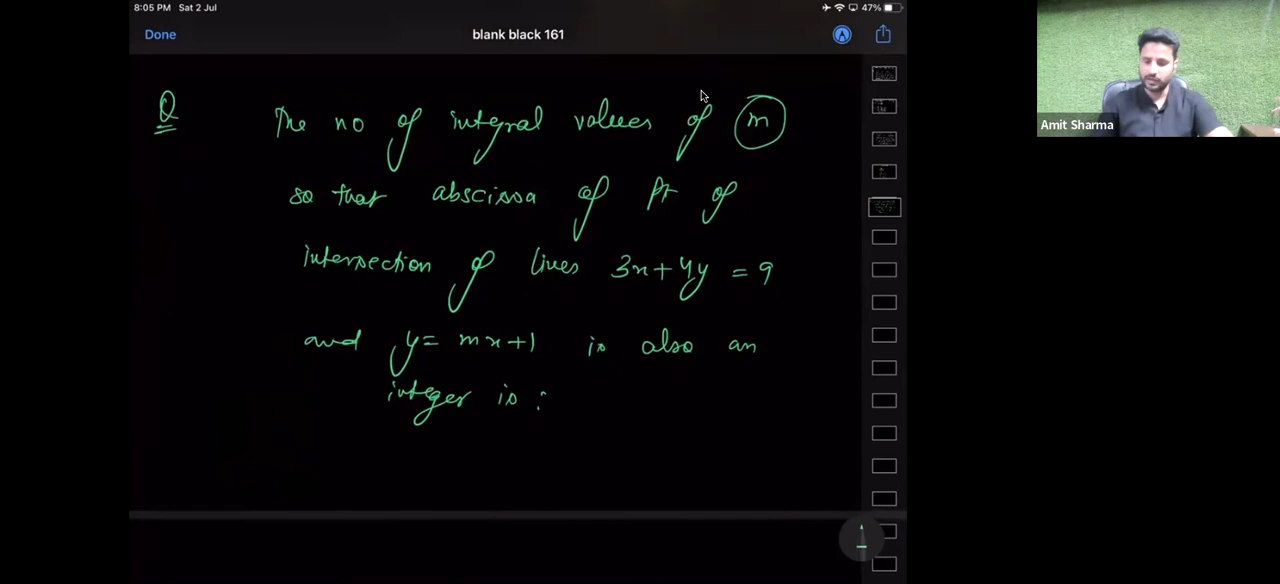 8:05 PM Sat 2 Jul
47%
Done
blank black 161
Q The no of integral values of m
so that abscissa of Pt of
intersection of lines 3x+4y = 9
and y = mx+1 is also an
integer is :
Amit Sharma